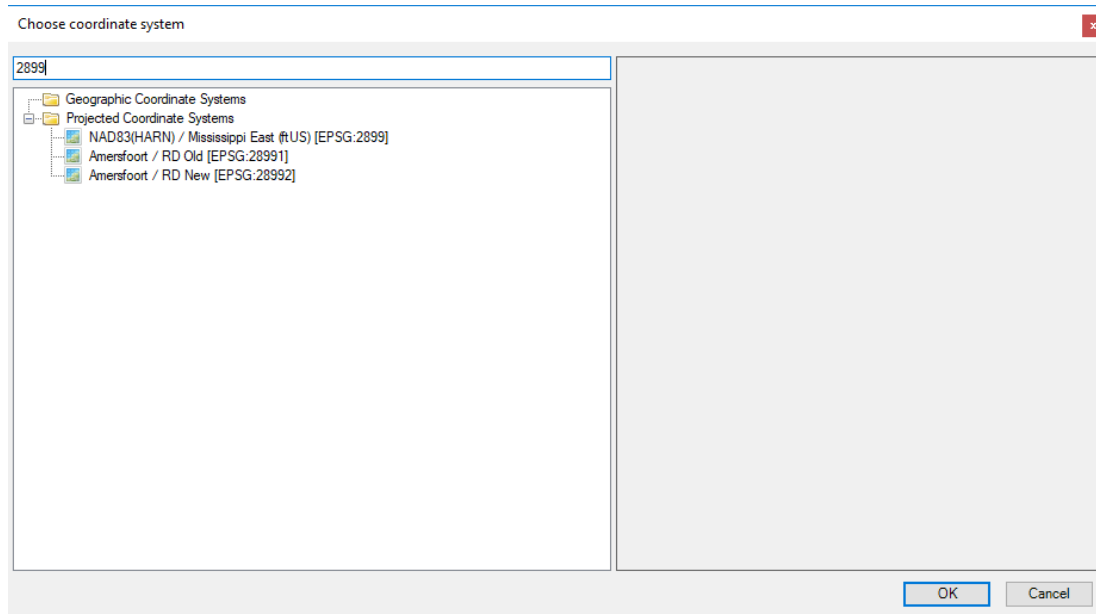 Choose coordinate system
x
2899
Geographic Coordinate Systems
Projected Coordinate Systems
NAD83(HARN) / Mississippi East (ftUS) [EPSG:2899]
Amersfoort / RD Old [EPSG:28991]
Amersfoort / RD New [EPSG:28992]
OK Cancel